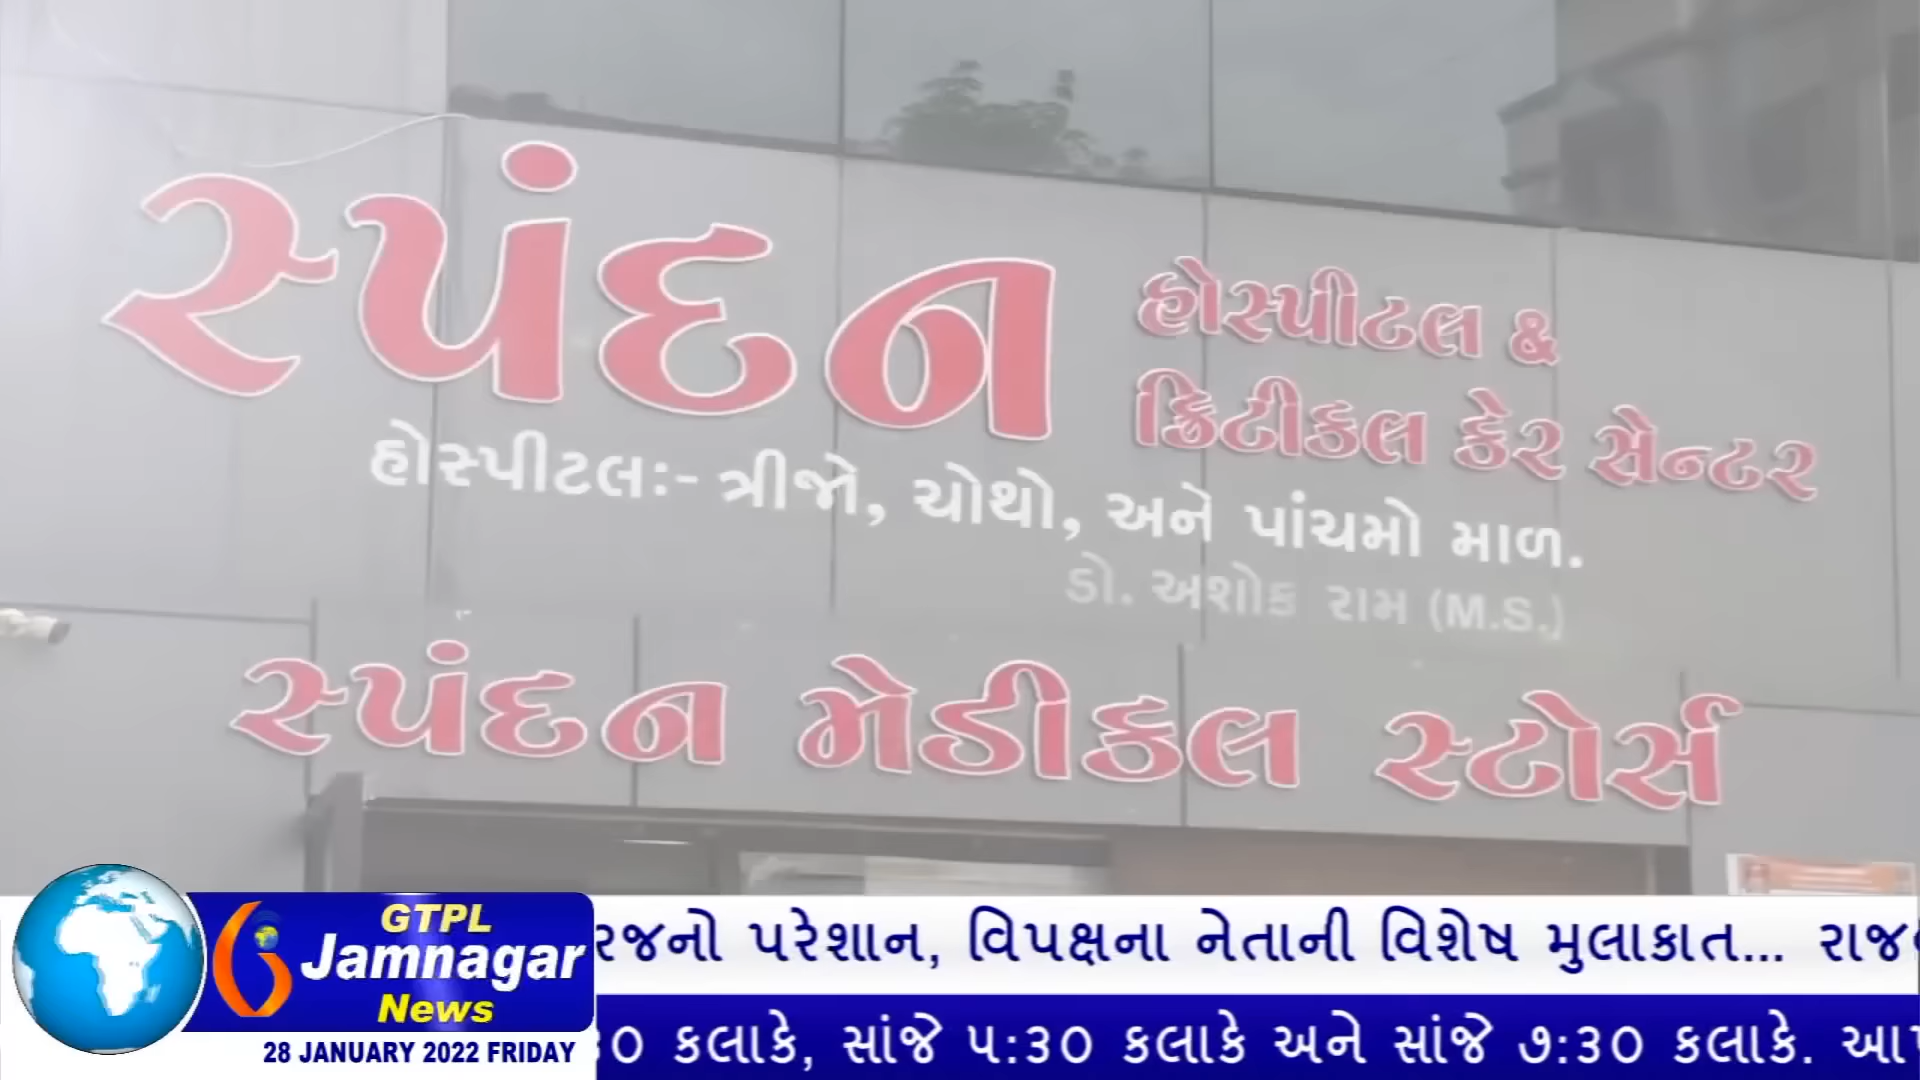 સ્પંદન
હોસ્પીટલ &
ક્રિટીકલ કેર સેન્ટર
હોસ્પીટલઃ- ત્રીજો, ચોથો, અને પાંચમો માળ.
ડો. અશોક રામ (M.S.)
સ્પંદન મેડીકલ સ્ટોર્સ
GTPL
Jamnagar
News
28 JANUARY 2022 FRIDAY
પરેશાન, વિપક્ષના નેતાની વિશેષ મુલાકાત...
કલાકે, સાંજે ૫:૩૦ કલાકે અને સાંજે ૭:૩૦ કલાકે.